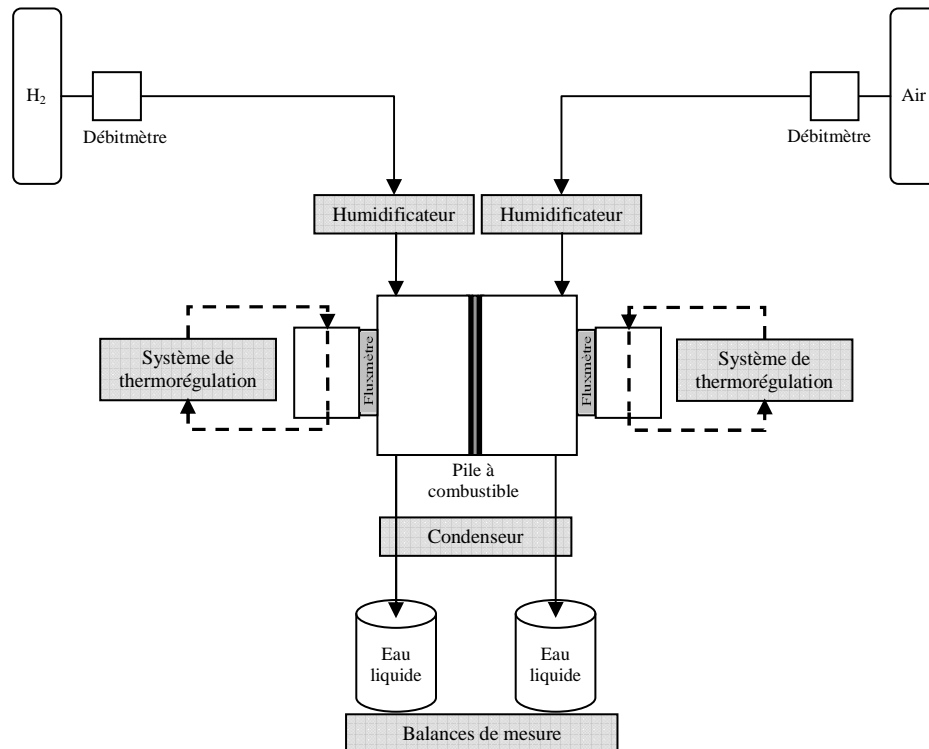 H₂
Air
Débitmètre
Débitmètre
Humidificateur
Humidificateur
Système de
thermorégulation
Fluxmètre
Fluxmètre
Système de
thermorégulation
Pile à
combustible
Condenseur
Eau
liquide
Eau
liquide
Balances de mesure